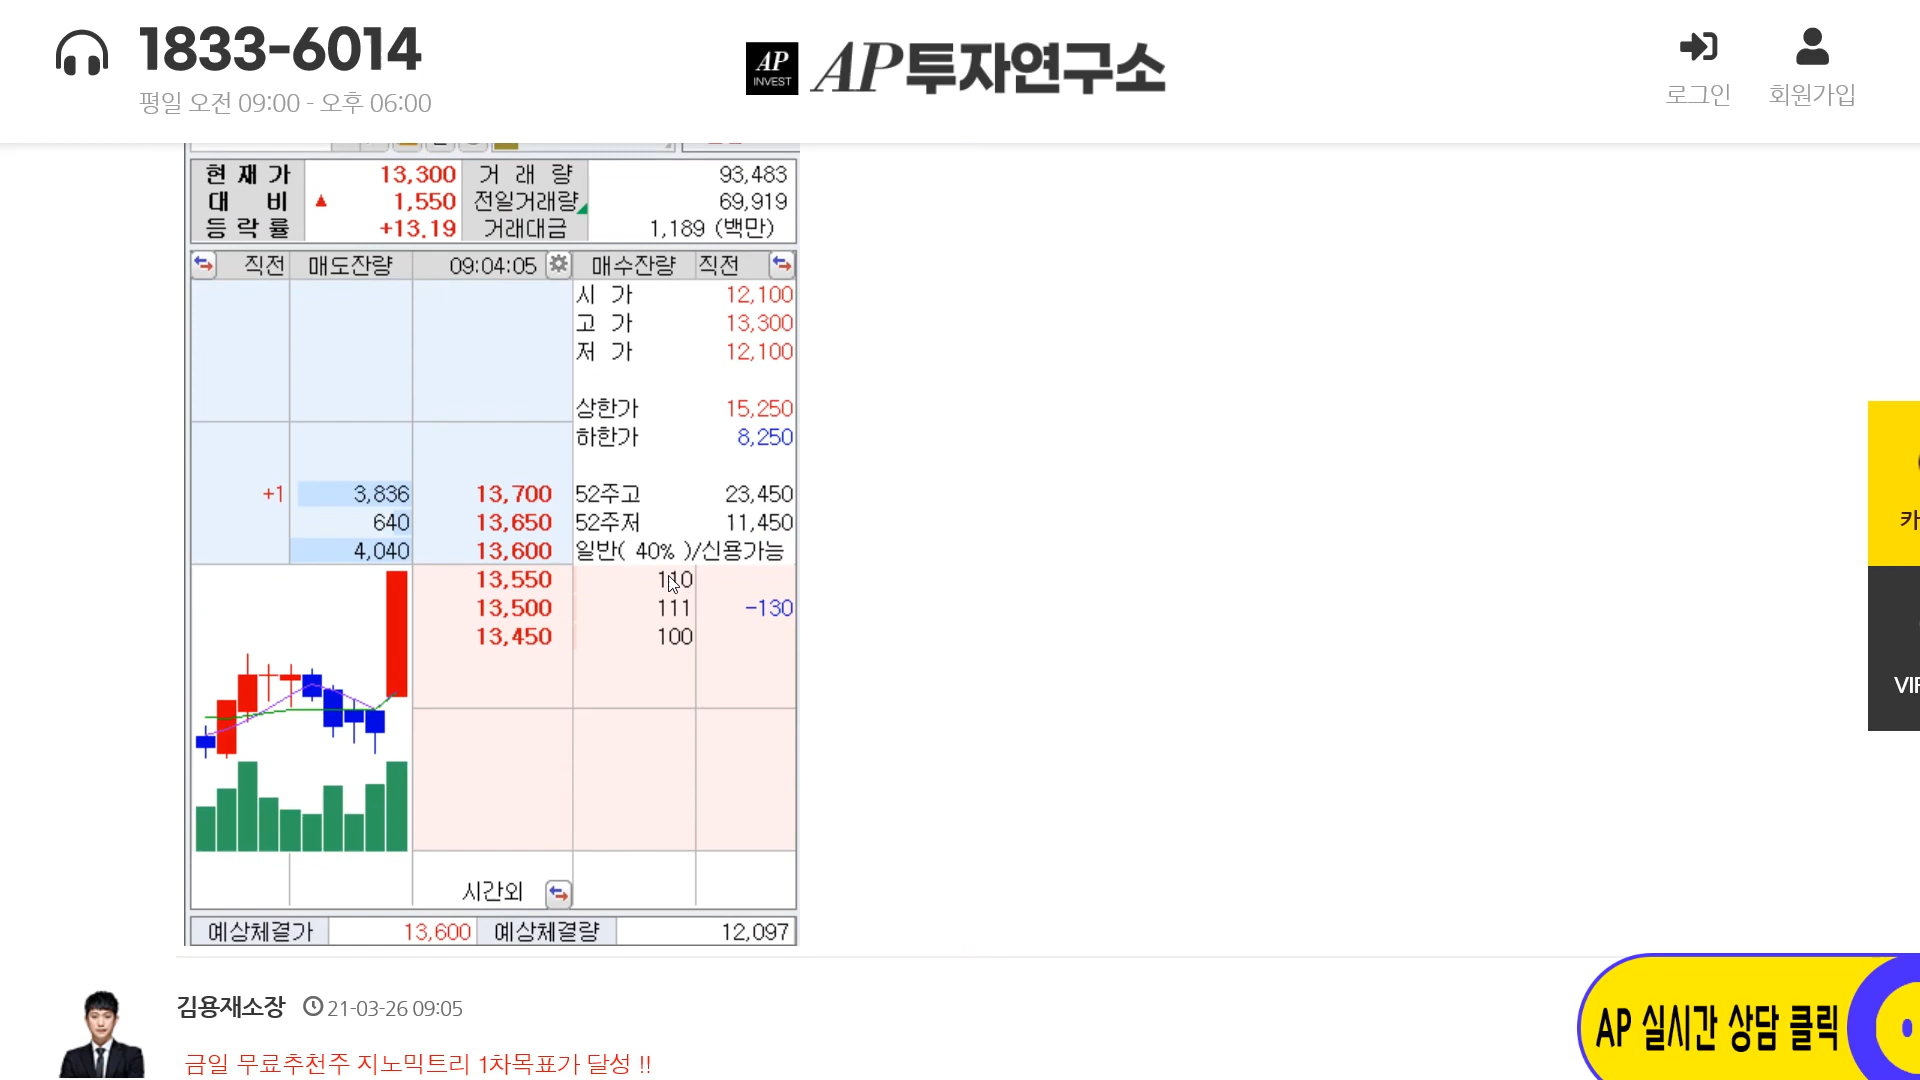 1833-6014
평일 오전 09:00 - 오후 06:00
AP
INVEST
AP투자연구소
로그인
회원가입
현재가 13,300 거래량 93,483
대비 ▲ 1,550 전일거래량 69,919
등락률 +13.19 거래대금 1,189 (백만)
직전 매도잔량 09:04:05 매수잔량 직전
시가 12,100
고가 13,300
저가 12,100
상한가 15,250
하한가 8,250
+1 3,836 13,700 52주고 23,450
640 13,650 52주저 11,450
4,040 13,600 일반( 40% )/신용가능
13,550 110
13,500 111 -130
13,450 100
시간외
예상체결가 13,600 예상체결량 12,097
카
VIP
김용재소장 21-03-26 09:05
금일 무료추천주 지노믹트리 1차목표가 달성 !!
AP 실시간 상담 클릭